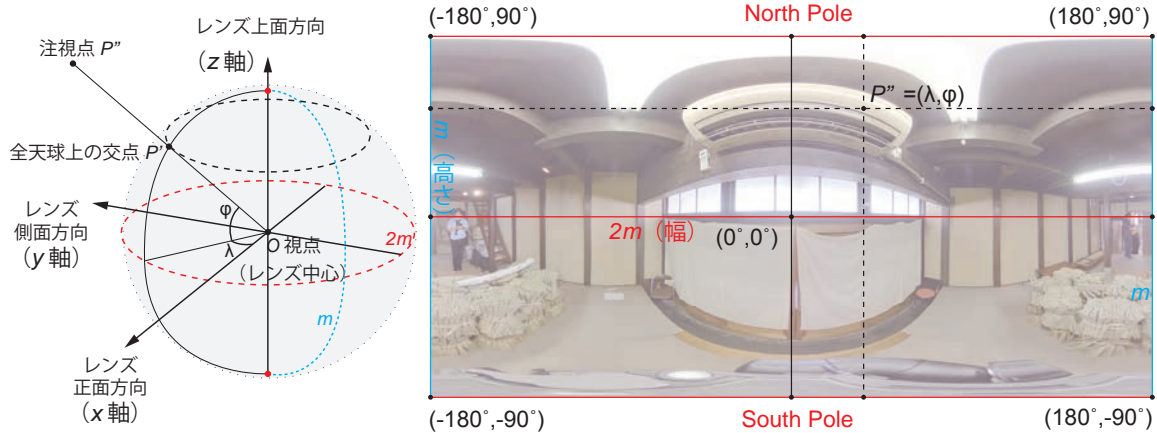 レンズ上面方向
（z 軸）
注視点 P”
全天球上の交点 P’
レンズ
側面方向
（y 軸）
φ
λ
O 視点
（レンズ中心）
2m
m
レンズ
正面方向
（x 軸）
(-180˚,90˚)
North Pole
(180˚,90˚)
P” =(λ,φ)
m（高さ）
2m（幅）
(0˚,0˚)
m
(-180˚,-90˚)
South Pole
(180˚,-90˚)